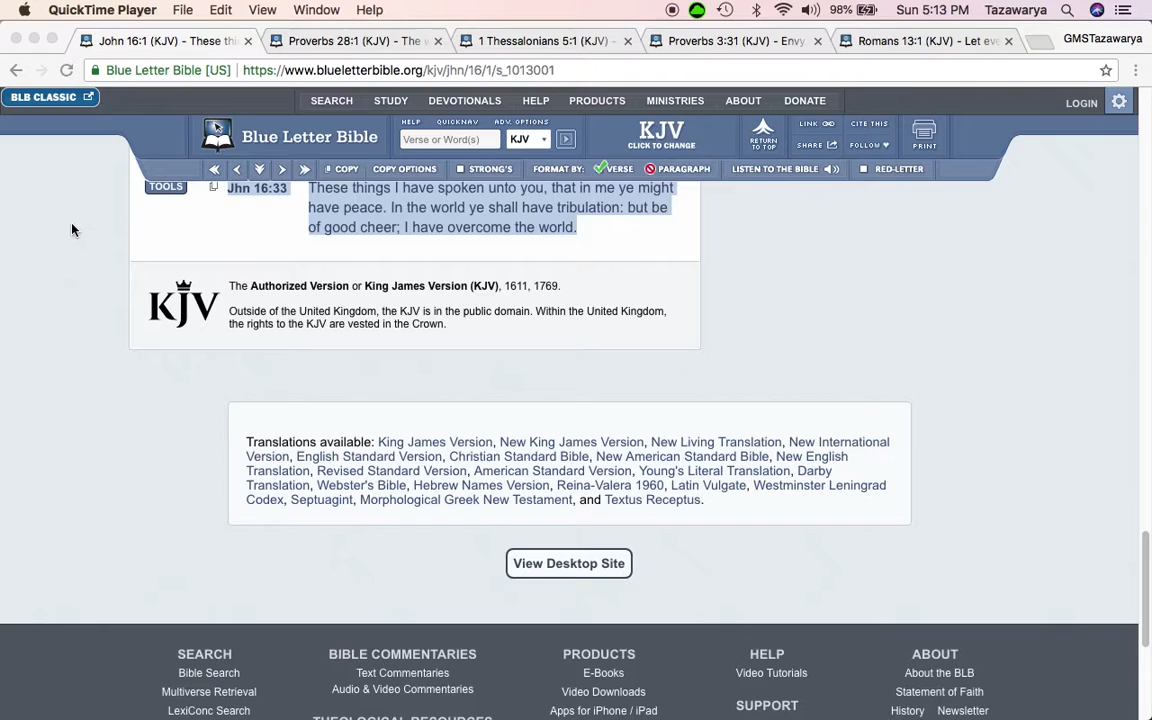 QuickTime Player File Edit View Window Help 98% Sun 5:13 PM Tazawarya
John 16:1 (KJV) - These thi Proverbs 28:1 (KJV) - The w 1 Thessalonians 5:1 (KJV) - Proverbs 3:31 (KJV) - Envy Romans 13:1 (KJV) - Let eve GMSTazawarya
Blue Letter Bible [US] https://www.blueletterbible.org/kjv/jhn/16/1/s_1013001
BLB CLASSIC SEARCH STUDY DEVOTIONALS HELP PRODUCTS MINISTRIES ABOUT DONATE LOGIN
HELP QUICKNAV ADV. OPTIONS
Blue Letter Bible Verse or Word(s) KJV
KJV
CLICK TO CHANGE
RETURN
TO TOP
LINK CITE THIS
SHARE FOLLOW
PRINT
COPY COPY OPTIONS STRONG'S FORMAT BY: VERSE PARAGRAPH LISTEN TO THE BIBLE RED-LETTER
TOOLS Jhn 16:33 These things I have spoken unto you, that in me ye might
have peace. In the world ye shall have tribulation: but be
of good cheer; I have overcome the world.
KJV
The Authorized Version or King James Version (KJV), 1611, 1769.
Outside of the United Kingdom, the KJV is in the public domain. Within the United Kingdom,
the rights to the KJV are vested in the Crown.
Translations available: King James Version, New King James Version, New Living Translation, New International
Version, English Standard Version, Christian Standard Bible, New American Standard Bible, New English
Translation, Revised Standard Version, American Standard Version, Young's Literal Translation, Darby
Translation, Webster's Bible, Hebrew Names Version, Reina-Valera 1960, Latin Vulgate, Westminster Leningrad
Codex, Septuagint, Morphological Greek New Testament, and Textus Receptus.
View Desktop Site
SEARCH
Bible Search
Multiverse Retrieval
LexiConc Search
BIBLE COMMENTARIES
Text Commentaries
Audio & Video Commentaries
THEOLOGICAL RESOURCES
PRODUCTS
E-Books
Video Downloads
Apps for iPhone / iPad
HELP
Video Tutorials
SUPPORT
ABOUT
About the BLB
Statement of Faith
History Newsletter